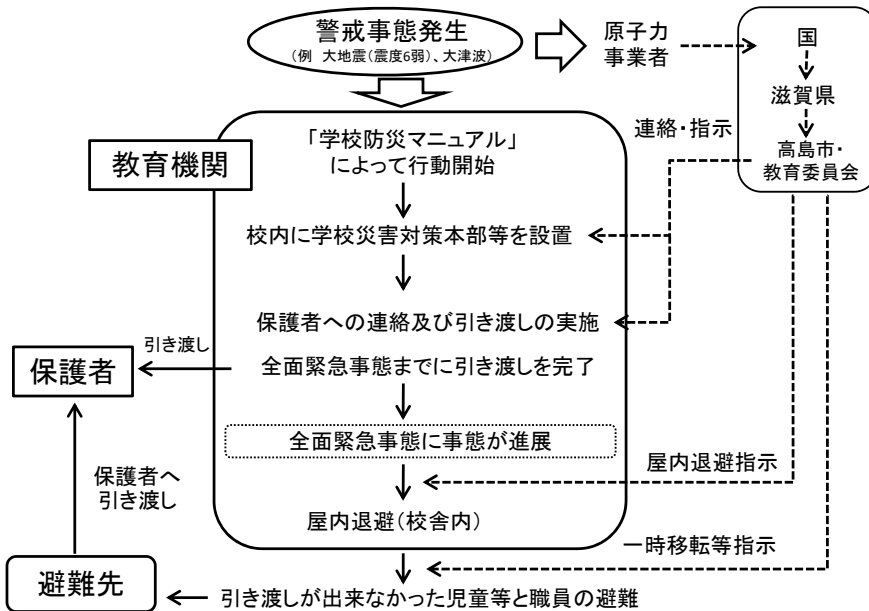 警戒事態発生
（例　大地震（震度6弱）、大津波）
原子力
事業者
国
滋賀県
高島市・
教育委員会
連絡・指示
教育機関
「学校防災マニュアル」
によって行動開始
校内に学校災害対策本部等を設置
保護者への連絡及び引き渡しの実施
引き渡し
保護者
全面緊急事態までに引き渡しを完了
全面緊急事態に事態が進展
屋内退避指示
保護者へ
引き渡し
屋内退避（校舎内）
一時移転等指示
避難先
引き渡しが出来なかった児童等と職員の避難